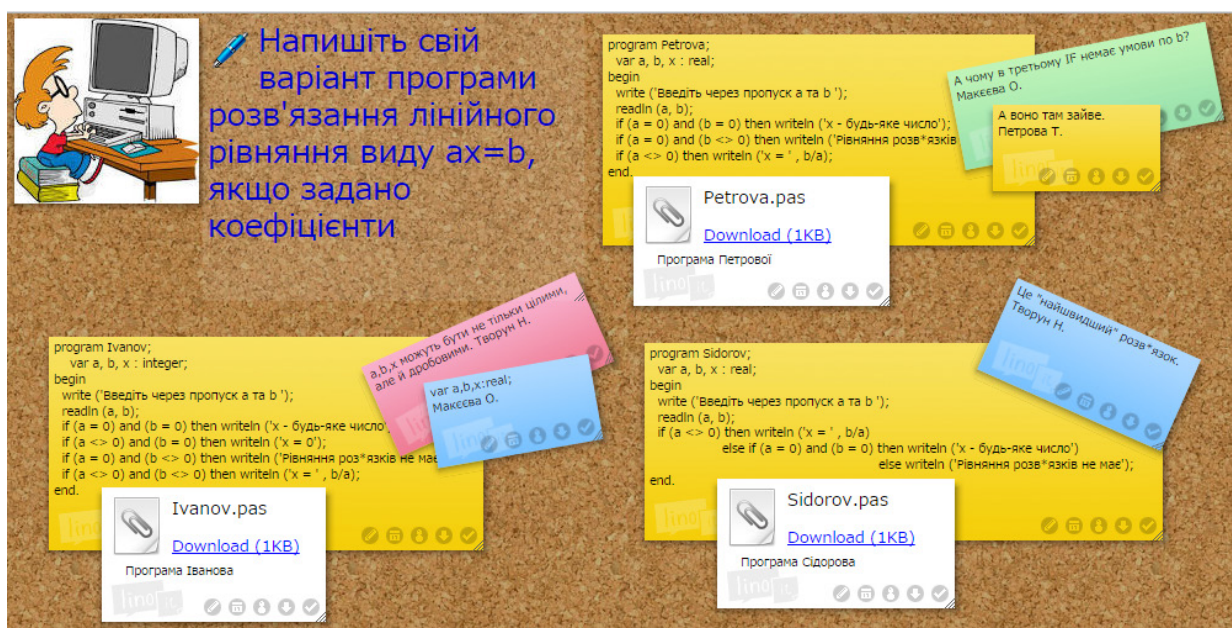 Напишіть свій
варіант програми
розв'язання лінійного
рівняння виду ax=b,
якщо задано
коефіцієнти
program Petrova;
var a, b, x : real;
begin
write ('Введіть через пропуск a та b ');
readln (a, b);
if (a = 0) and (b = 0) then writeln ('x - будь-яке число');
if (a = 0) and (b <> 0) then writeln ('Рівняння розв*язків
if (a <> 0) then writeln ('x = ' , b/a);
end.
А чому в третьому IF немає умови по b?
Макеєва О.
А воно там зайве.
Петрова Т.
Petrova.pas
Download (1KB)
Програма Петрової
program Ivanov;
var a, b, x : integer;
begin
write ('Введіть через пропуск a та b ');
readln (a, b);
if (a = 0) and (b = 0) then writeln ('x - будь-яке число'
if (a <> 0) and (b = 0) then writeln ('x = 0');
if (a = 0) and (b <> 0) then writeln ('Рівняння роз*язків не має
if (a <> 0) and (b <> 0) then writeln ('x = ' , b/a);
end.
a,b,x можуть бути не тільки цілими,
але й дробовими. Творун Н.
var a,b,x:real;
Макєєва О.
Ivanov.pas
Download (1KB)
Програма Іванова
program Sidorov;
var a, b, x : real;
begin
write ('Введіть через пропуск a та b ');
readln (a, b);
if (a <> 0) then writeln ('x = ' , b/a)
else if (a = 0) and (b = 0) then writeln ('x - будь-яке число')
else writeln ('Рівняння розв*язків не має');
end.
Це "найшвидший" розв*язок.
Творун Н.
Sidorov.pas
Download (1KB)
Програма Сідорова